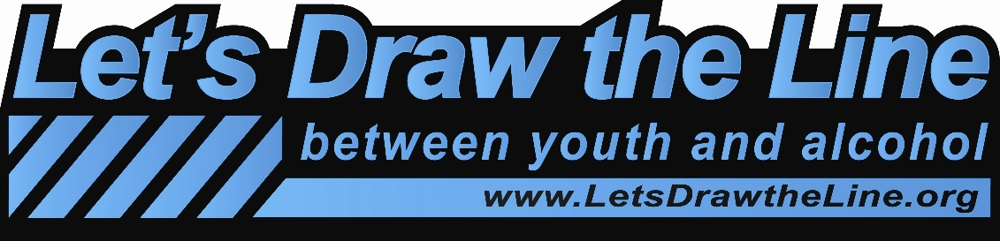 Let's Draw the Line
between youth and alcohol
www.LetsDrawtheLine.org